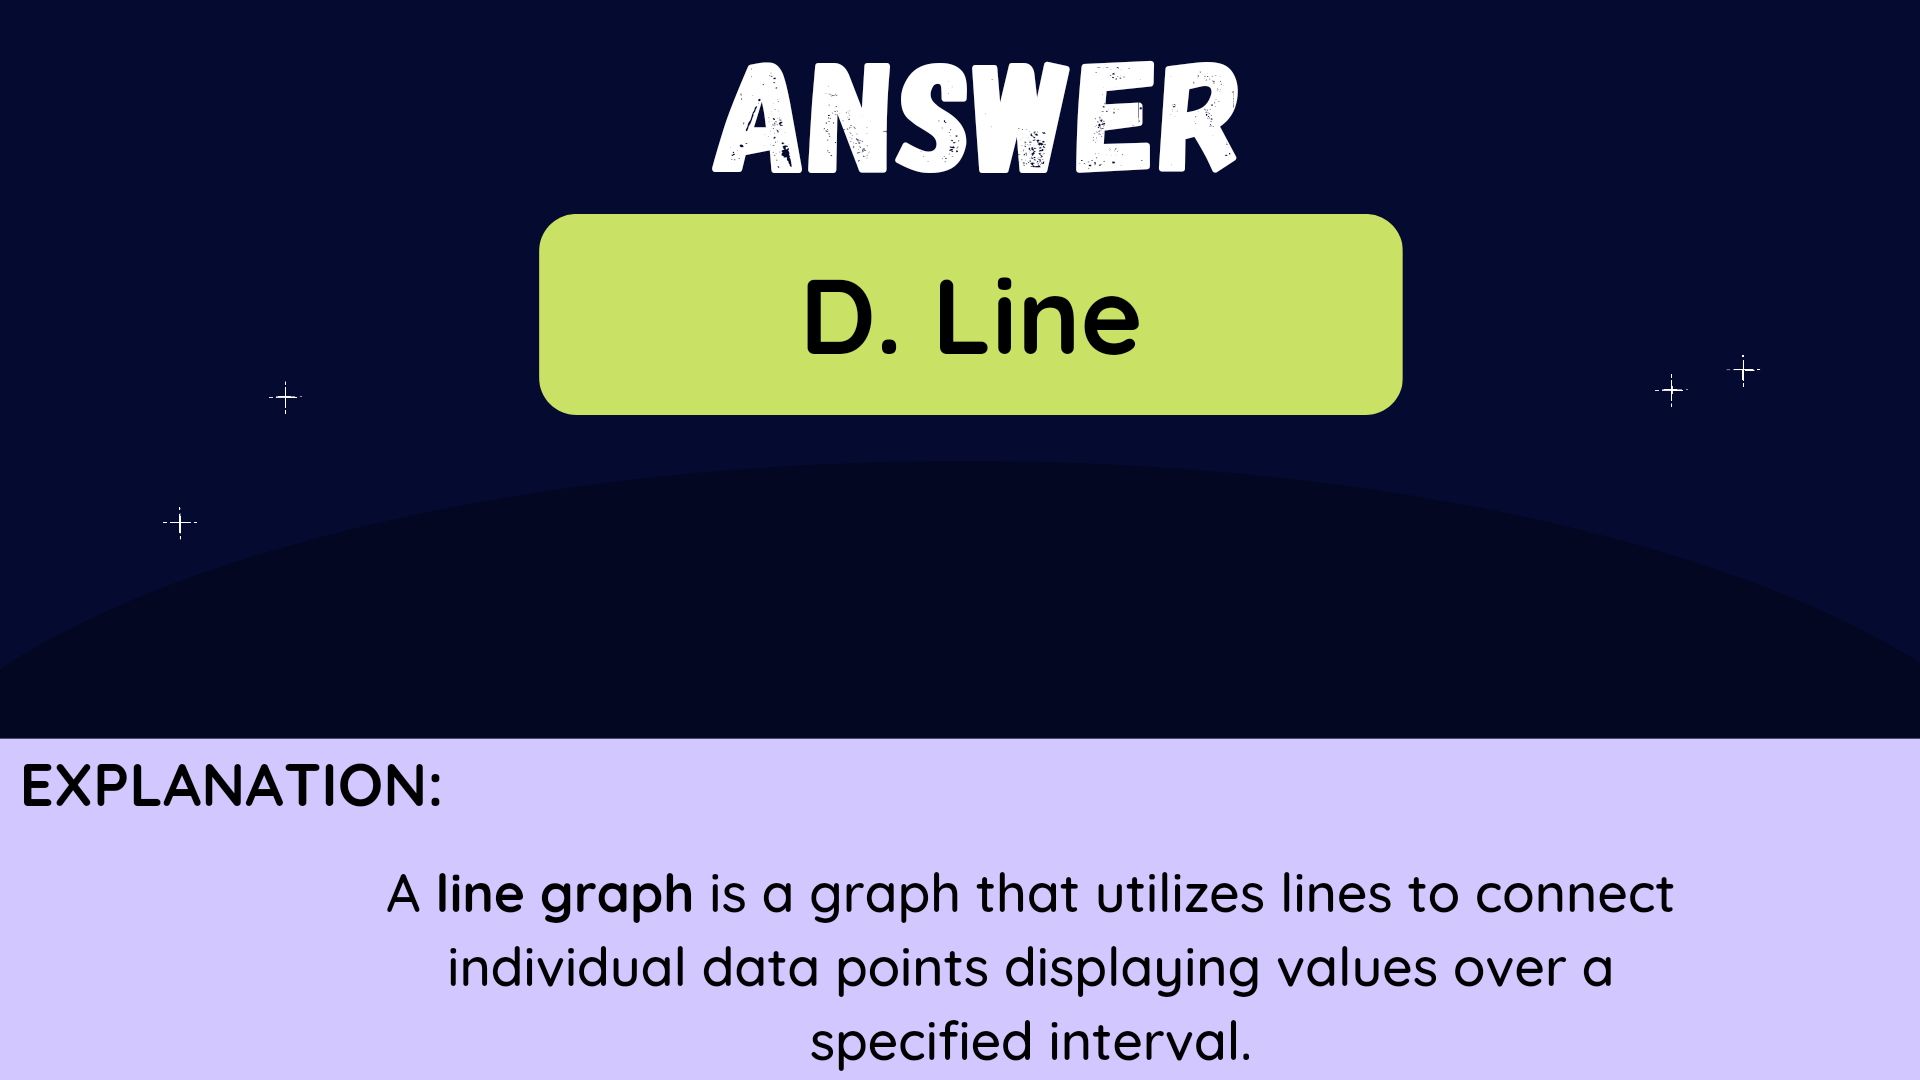 ANSWER
D. Line
EXPLANATION:
A line graph is a graph that utilizes lines to connect
individual data points displaying values over a
specified interval.